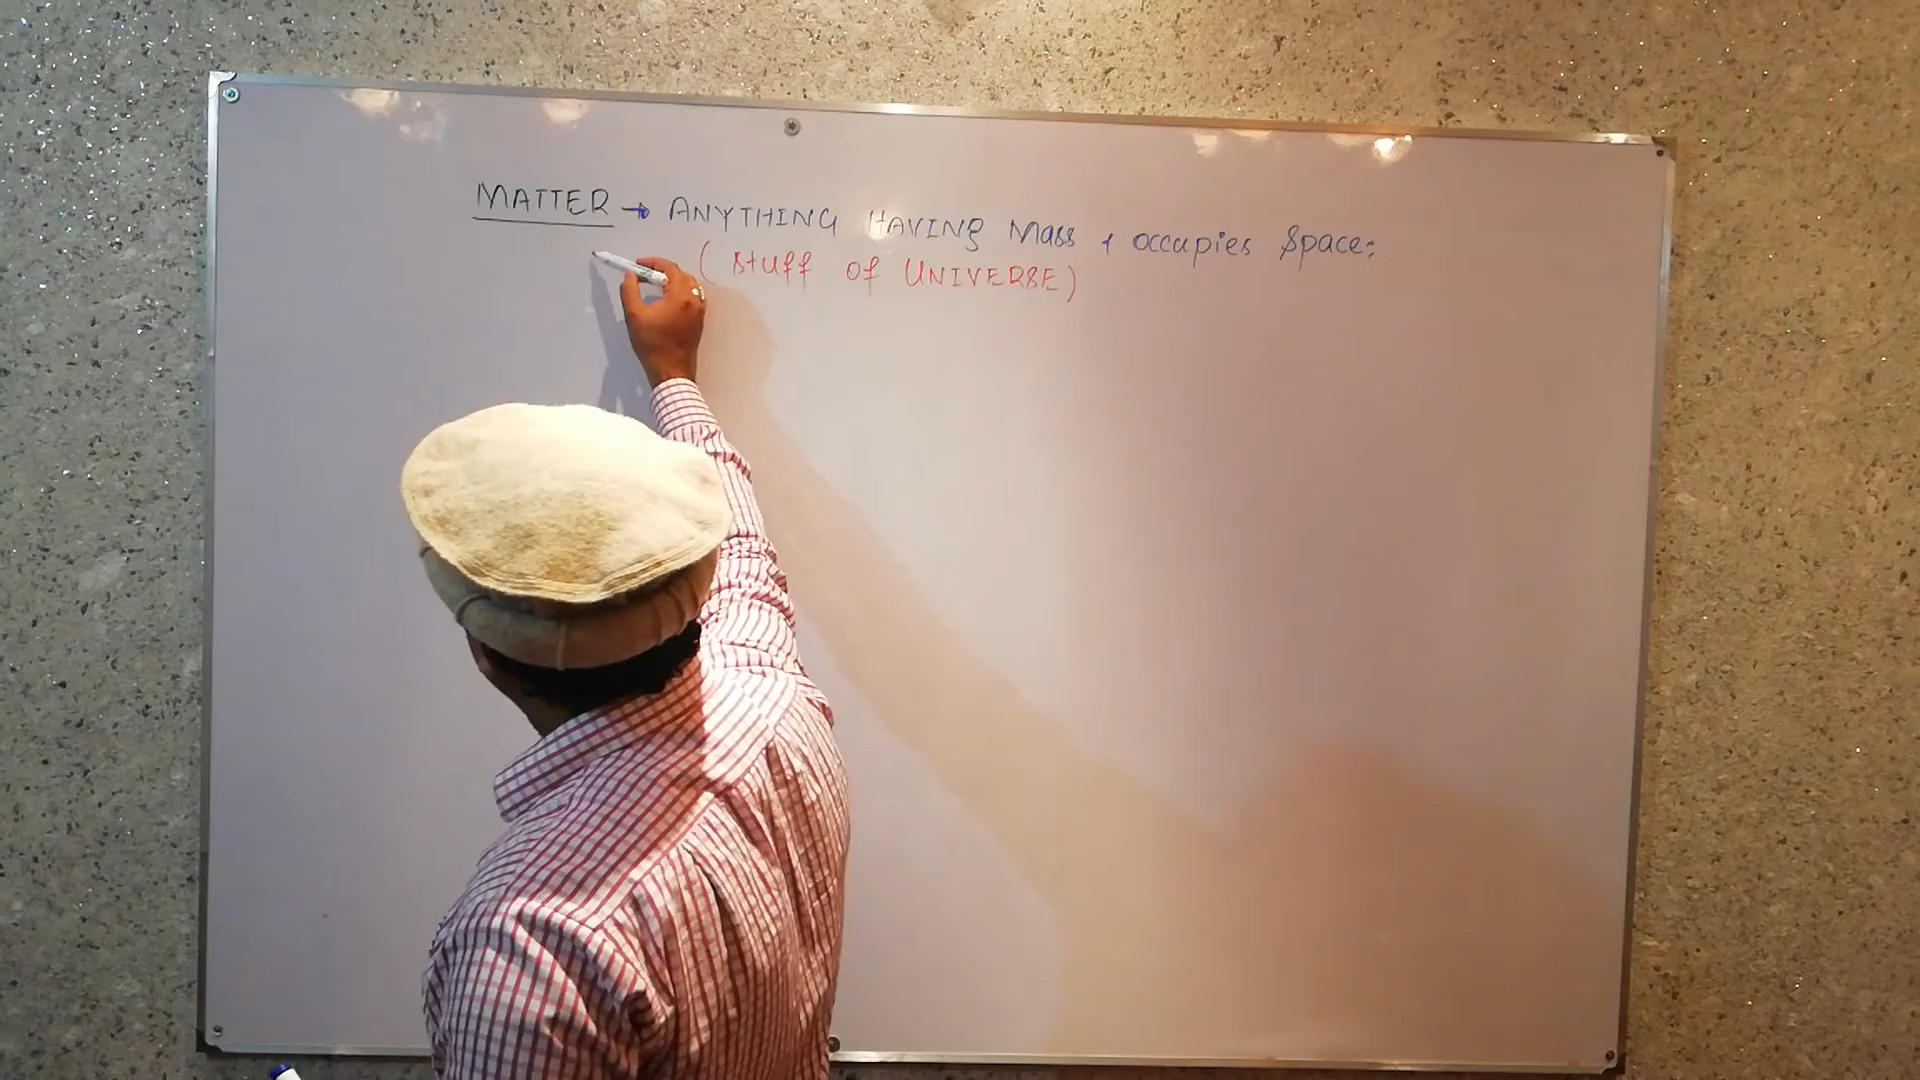 MATTER → ANYTHING HAVING Mass & occupies Space:
(stuff of UNIVERSE)